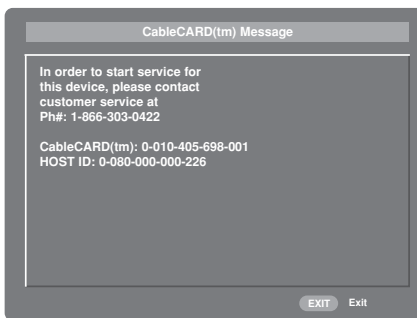 CableCARD(tm) Message
In order to start service for
this device, please contact
customer service at
Ph#: 1-866-303-0422
CableCARD(tm): 0-010-405-698-001
HOST ID: 0-080-000-000-226
EXIT Exit